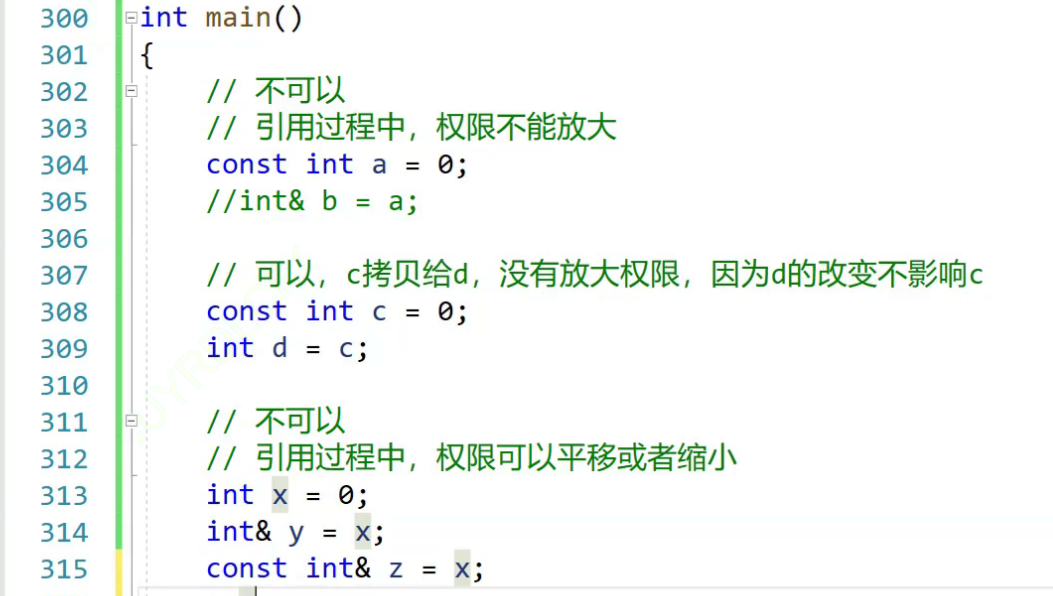 300 int main()
301 {
302 // 不可以
303 // 引用过程中，权限不能放大
304 const int a = 0;
305 //int& b = a;
306
307 // 可以，c拷贝给d，没有放大权限，因为d的改变不影响c
308 const int c = 0;
309 int d = c;
310
311 // 不可以
312 // 引用过程中，权限可以平移或者缩小
313 int x = 0;
314 int& y = x;
315 const int& z = x;